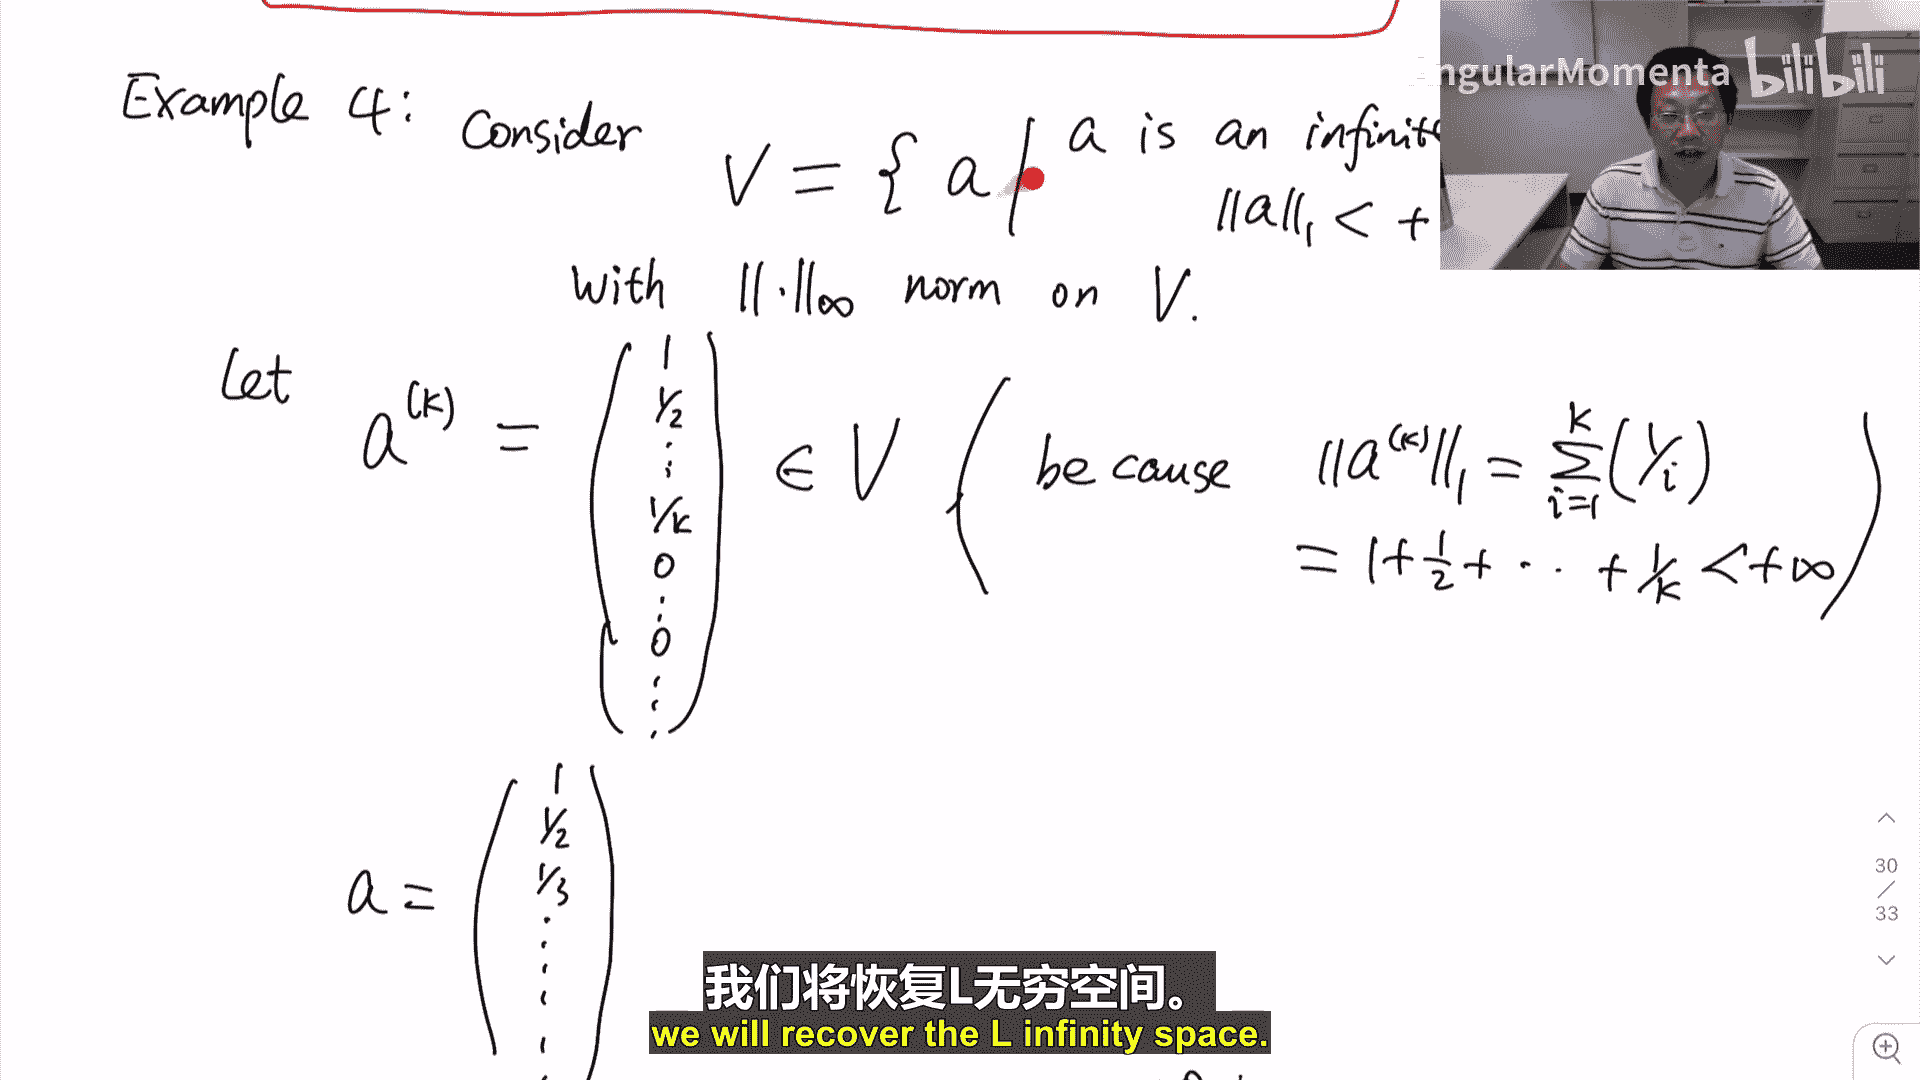 Example 4: Consider
V = { a | a is an infinite
||a||₁ < +
with ||·||∞ norm on V.
Let a^(k) = ( 1 1/2 ⋮ 1/k 0 ⋮ 0 ⋮ ) ∈ V ( because ||a^(k)||₁ = Σ_{i=1}^{k} (1/i)
= 1 + 1/2 + ··· + 1/k < +∞ )
a = ( 1 1/2 1/3 ⋮
ngularMomenta bilibili
30
/
33
我们将恢复L无穷空间。
we will recover the L infinity space.